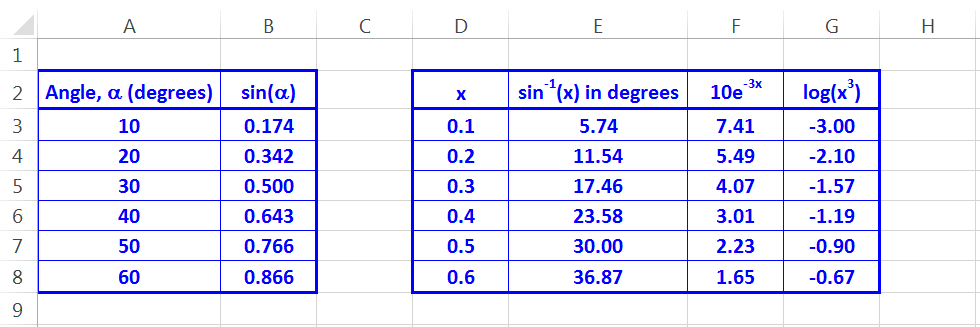 A B C D E F G H
1
2 Angle, α (degrees) sin(α) x sin⁻¹(x) in degrees 10e⁻³ˣ log(x³)
3 10 0.174 0.1 5.74 7.41 -3.00
4 20 0.342 0.2 11.54 5.49 -2.10
5 30 0.500 0.3 17.46 4.07 -1.57
6 40 0.643 0.4 23.58 3.01 -1.19
7 50 0.766 0.5 30.00 2.23 -0.90
8 60 0.866 0.6 36.87 1.65 -0.67
9